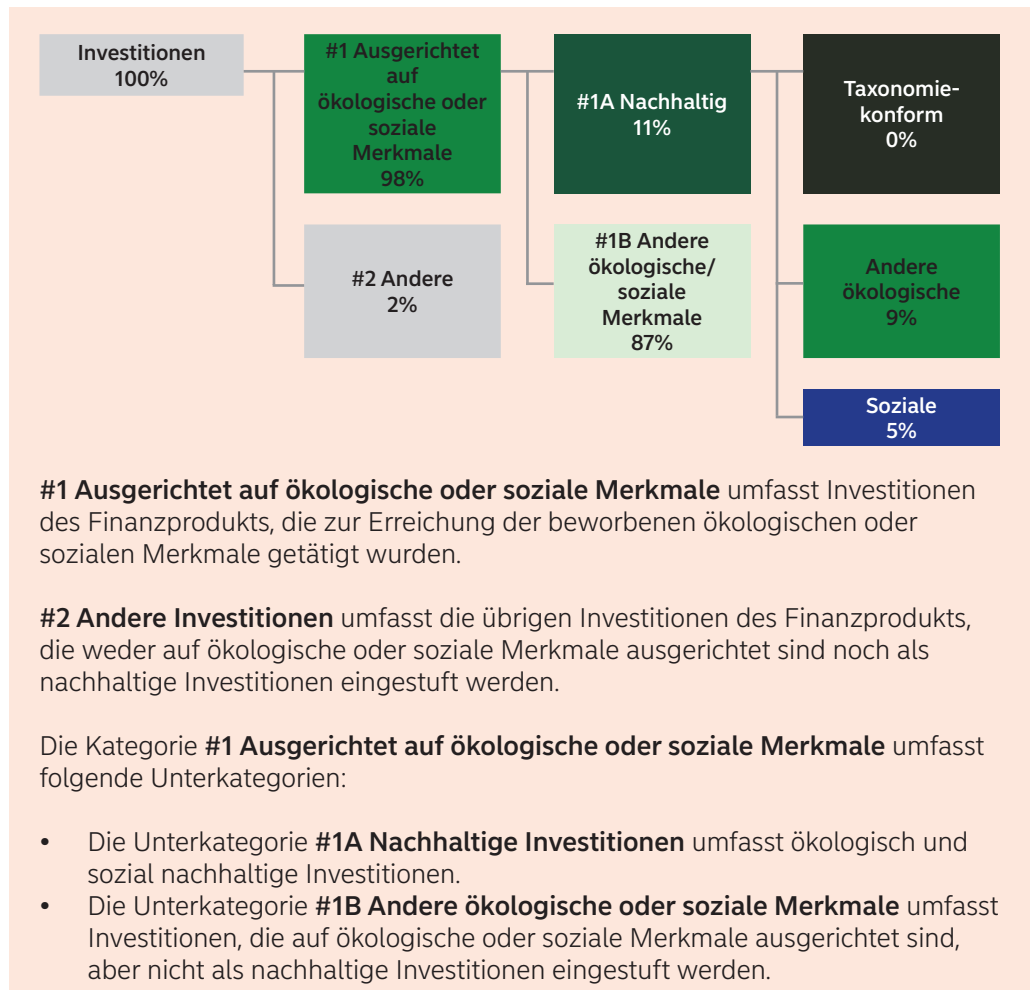 Investitionen
100%
#1 Ausgerichtet
auf
ökologische oder
soziale
Merkmale
98%
#1A Nachhaltig
11%
Taxonomie-
konform
0%
#2 Andere
2%
#1B Andere
ökologische/
soziale
Merkmale
87%
Andere
ökologische
9%
Soziale
5%
#1 Ausgerichtet auf ökologische oder soziale Merkmale umfasst Investitionen
des Finanzprodukts, die zur Erreichung der beworbenen ökologischen oder
sozialen Merkmale getätigt wurden.
#2 Andere Investitionen umfasst die übrigen Investitionen des Finanzprodukts,
die weder auf ökologische oder soziale Merkmale ausgerichtet sind noch als
nachhaltige Investitionen eingestuft werden.
Die Kategorie #1 Ausgerichtet auf ökologische oder soziale Merkmale umfasst
folgende Unterkategorien:
• Die Unterkategorie #1A Nachhaltige Investitionen umfasst ökologisch und
sozial nachhaltige Investitionen.
• Die Unterkategorie #1B Andere ökologische oder soziale Merkmale umfasst
Investitionen, die auf ökologische oder soziale Merkmale ausgerichtet sind,
aber nicht als nachhaltige Investitionen eingestuft werden.